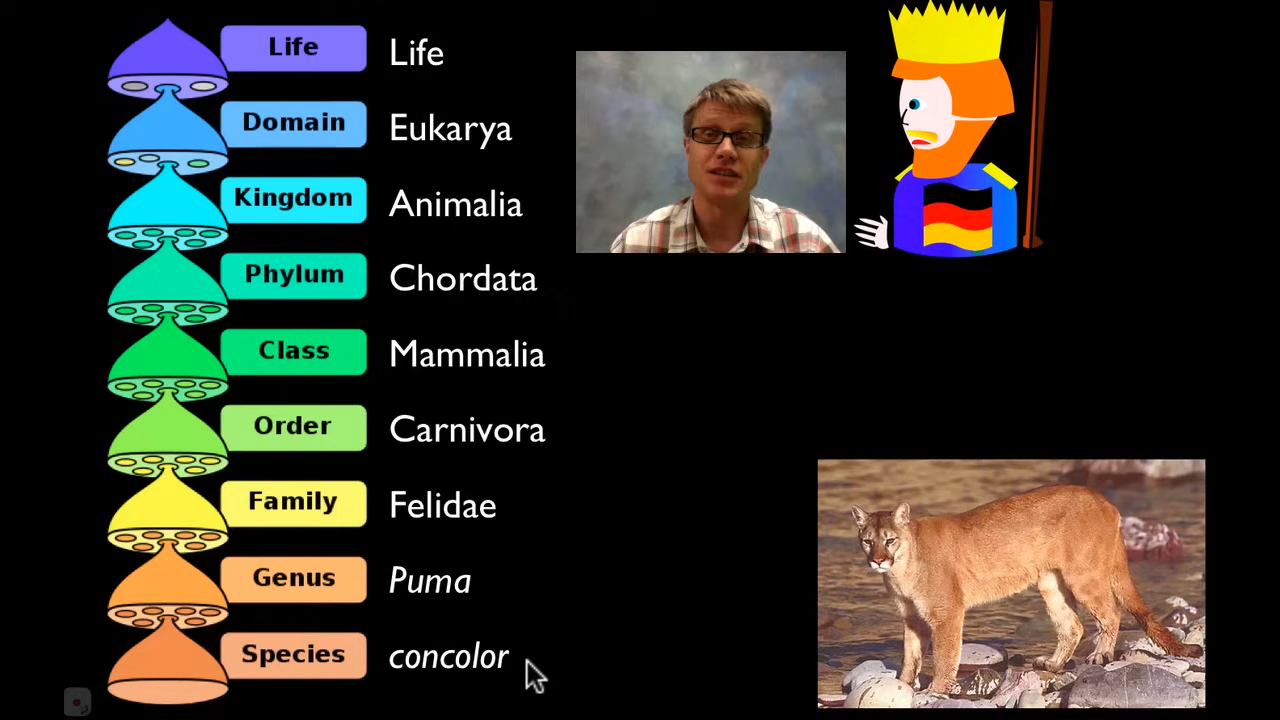 Life Life
Domain Eukarya
Kingdom Animalia
Phylum Chordata
Class Mammalia
Order Carnivora
Family Felidae
Genus Puma
Species concolor